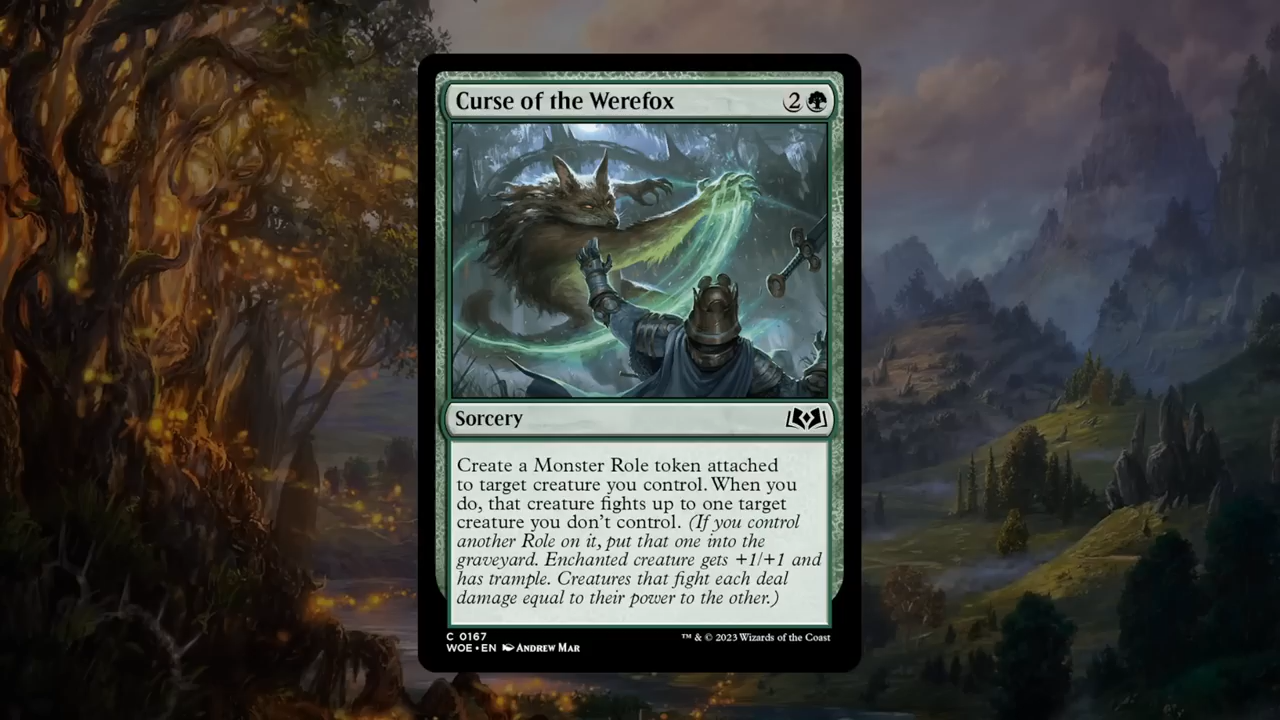 Curse of the Werefox 2
Sorcery
Create a Monster Role token attached
to target creature you control. When you
do, that creature fights up to one target
creature you don't control. (If you control
another Role on it, put that one into the
graveyard. Enchanted creature gets +1/+1 and
has trample. Creatures that fight each deal
damage equal to their power to the other.)
C 0167 ™ & © 2023 Wizards of the Coast
WOE • EN Andrew Mar